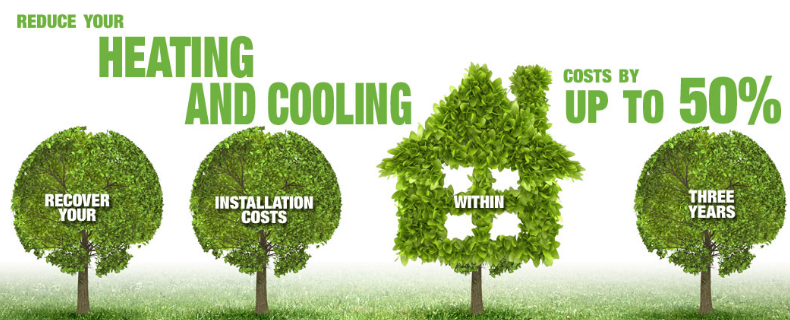 REDUCE YOUR
HEATING
AND COOLING
COSTS BY
UP TO 50%
RECOVER
YOUR
INSTALLATION
COSTS
WITHIN
THREE
YEARS